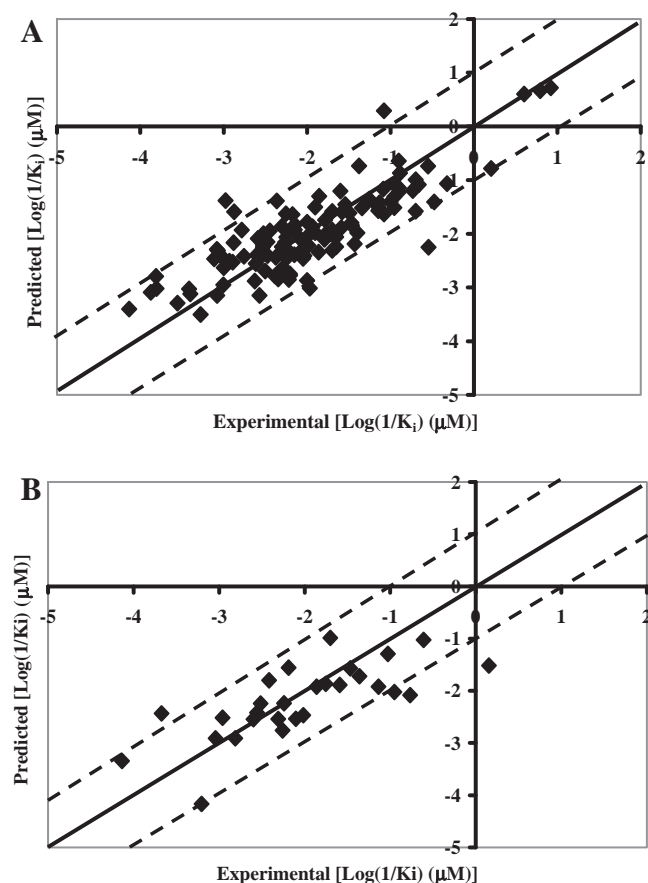 A
2
1
0
-5 -4 -3 -2 -1 0 1 2
-1
-2
-3
-4
-5
Predicted [Log(1/Kᵢ) (μM)]
Experimental [Log(1/Kᵢ) (μM)]
B
2
1
0
-5 -4 -3 -2 -1 0 1 2
-1
-2
-3
-4
-5
Predicted [Log(1/Ki) (μM)]
Experimental [Log(1/Ki) (μM)]